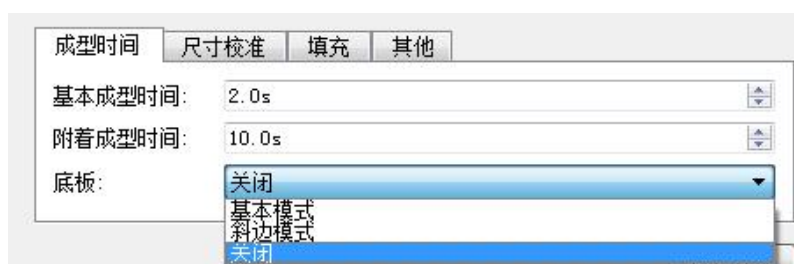 成型时间 尺寸校准 填充 其他
基本成型时间: 2.0s
附着成型时间: 10.0s
底板: 关闭
基本模式
斜边模式
关闭